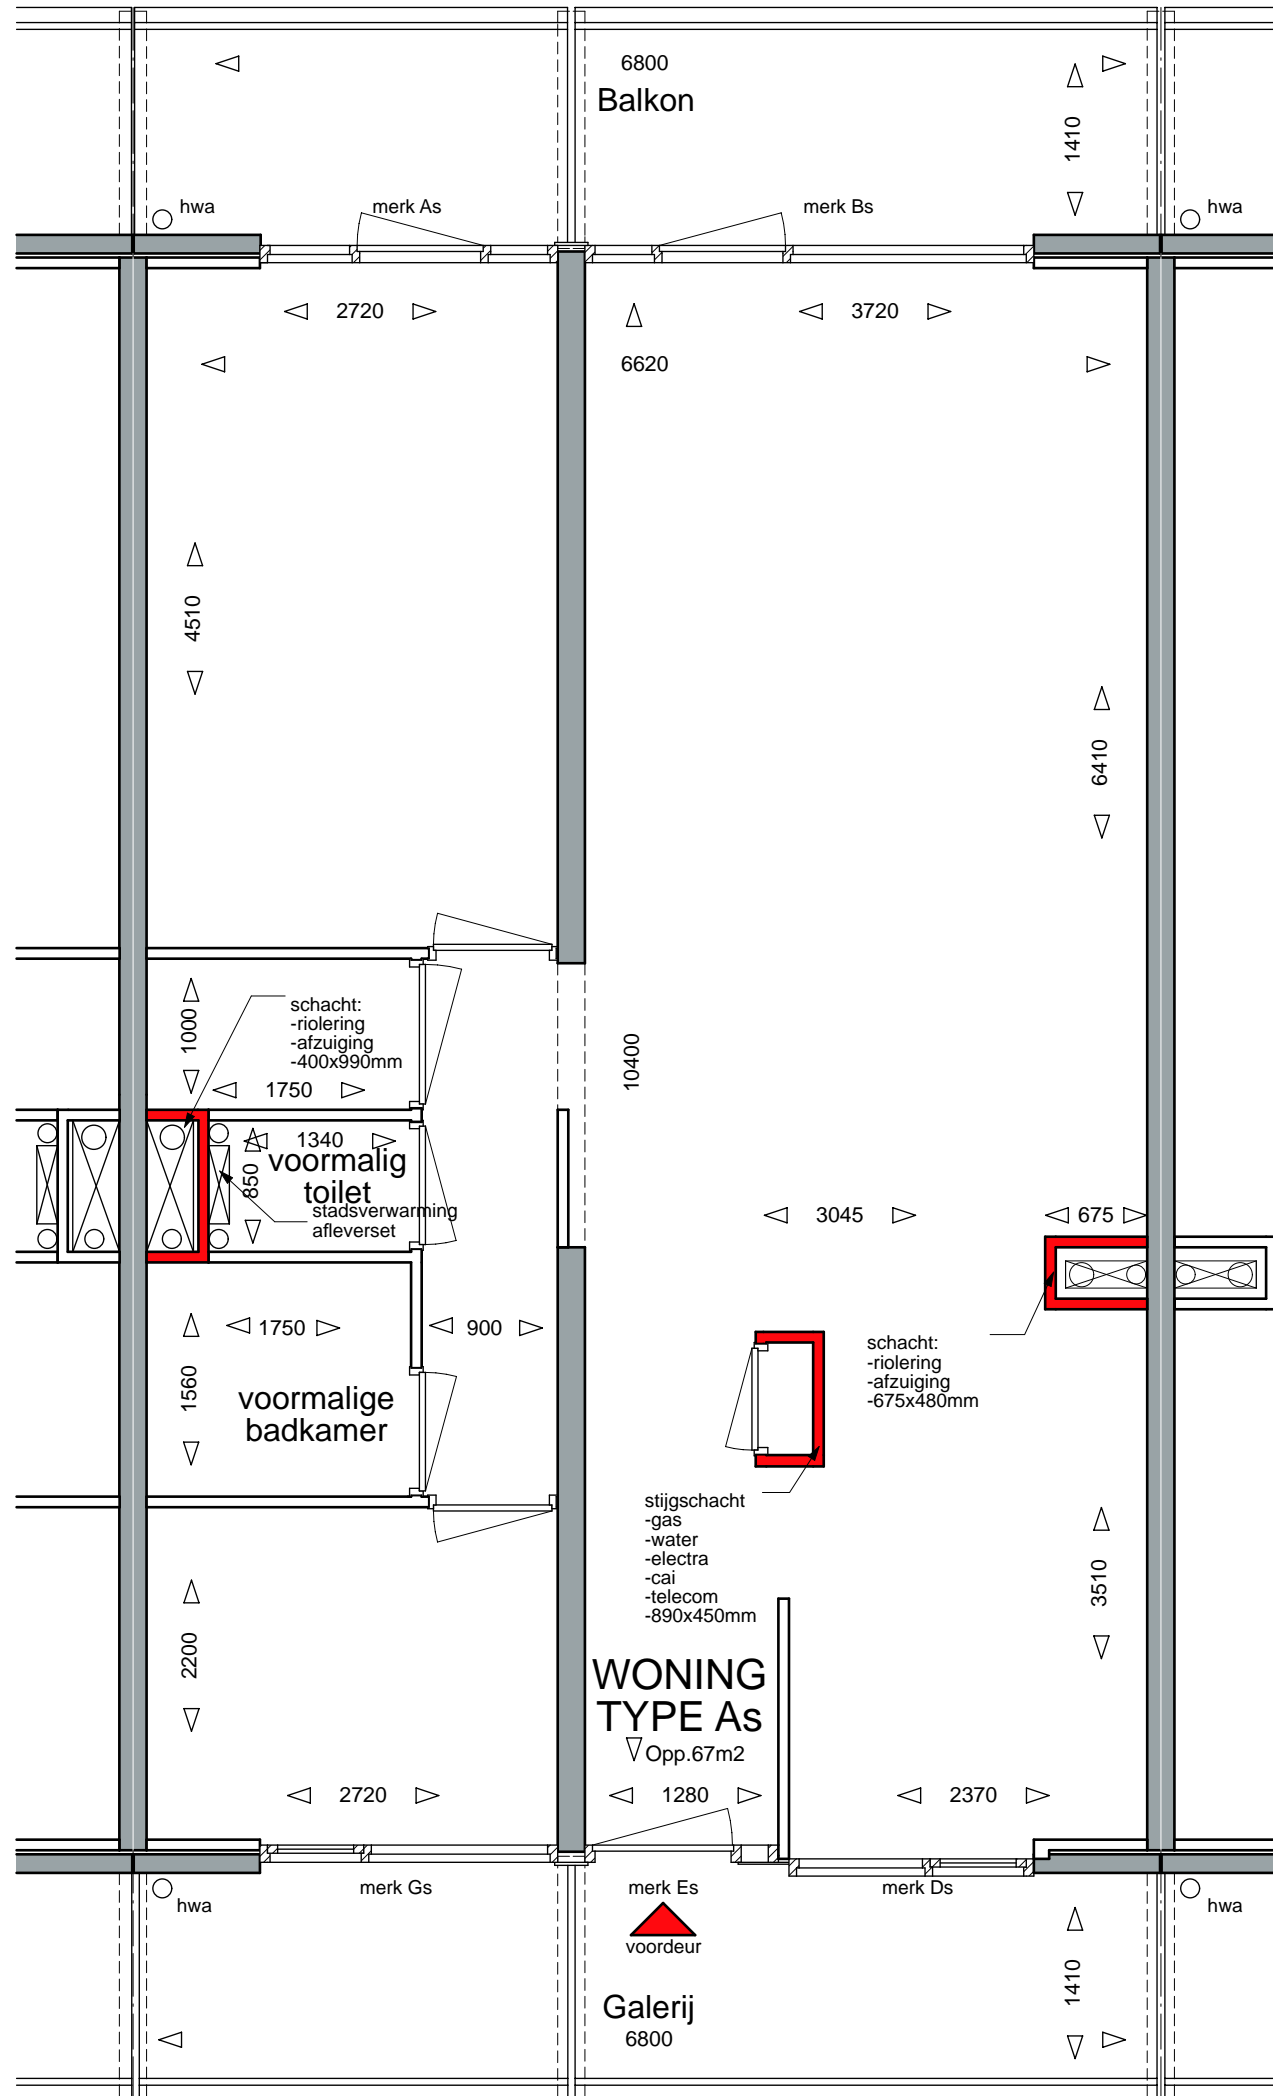 6800
Balkon
1410
hwa
merk As
merk Bs
hwa
2720
3720
6620
4510
6410
1000
schacht:
-riolering
-afzuiging
-400x990mm
1750
10400
1340
850
voormalig
toilet
stadsverwarming
afleverset
3045
675
1750
900
1560
voormalige
badkamer
schacht:
-riolering
-afzuiging
-675x480mm
stijgschacht
-gas
-water
-electra
-cai
-telecom
-890x450mm
3510
2200
WONING
TYPE As
Opp.67m2
2720
1280
2370
merk Gs
merk Es
merk Ds
hwa
hwa
voordeur
1410
Galerij
6800